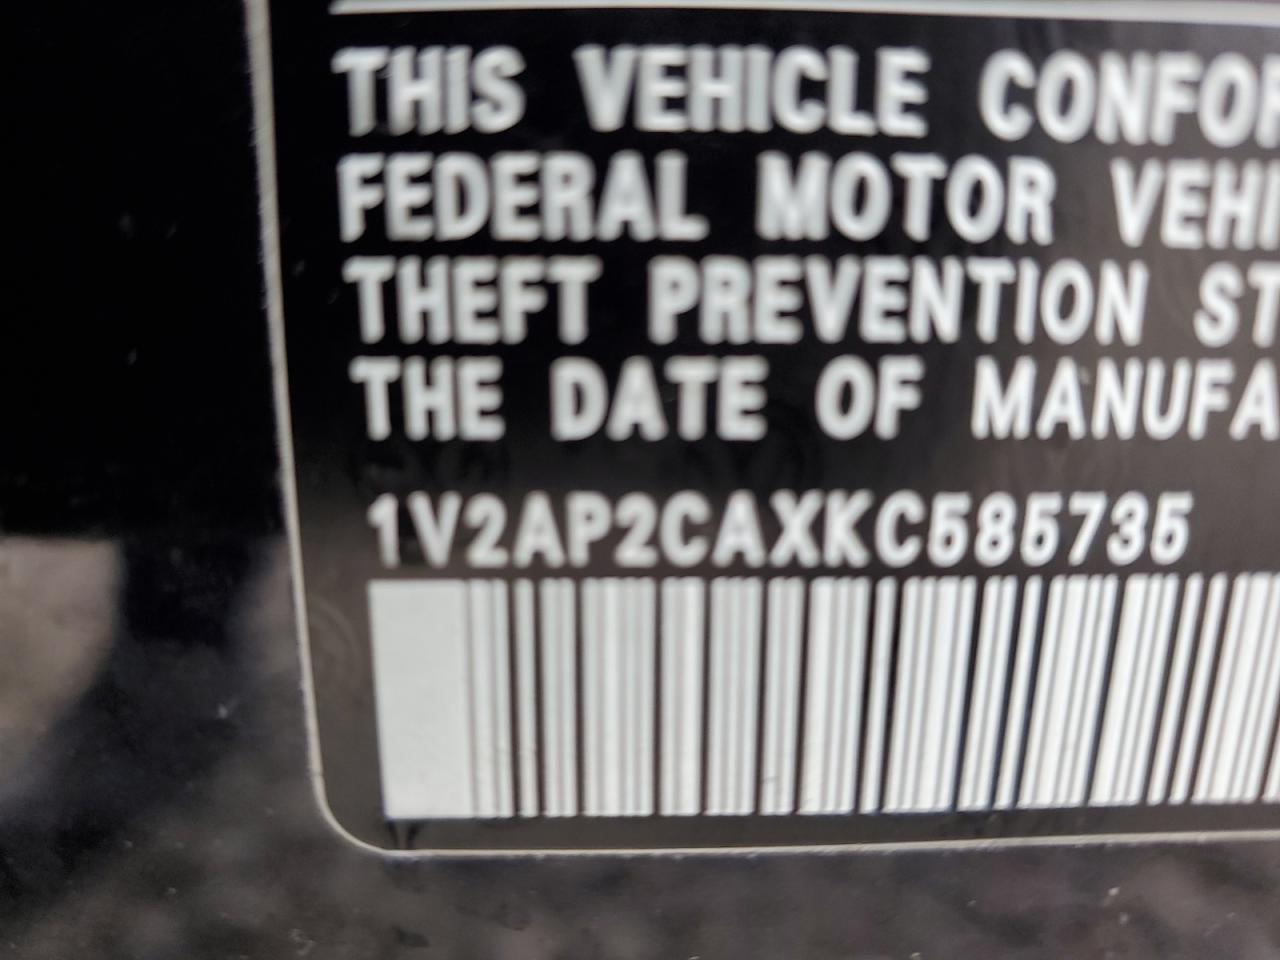 THIS VEHICLE CONFOR
FEDERAL MOTOR VEHI
THEFT PREVENTION ST
THE DATE OF MANUFA
1V2AP2CAXKC585735